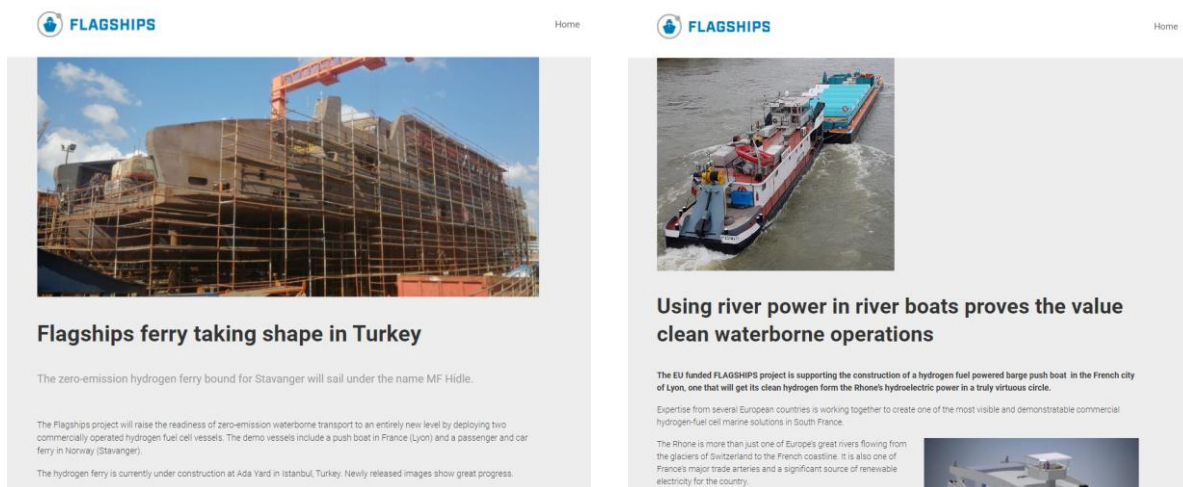 FLAGSHIPS
Home
Flagships ferry taking shape in Turkey
The zero-emission hydrogen ferry bound for Stavanger will sail under the name MF Hidle.
The Flagships project will raise the readiness of zero-emission waterborne transport to an entirely new level by deploying two
commercially operated hydrogen fuel cell vessels. The demo vessels include a push boat in France (Lyon) and a passenger and car
ferry in Norway (Stavanger).
The hydrogen ferry is currently under construction at Ada Yard in Istanbul, Turkey. Newly released images show great progress.
FLAGSHIPS
Home
Using river power in river boats proves the value
clean waterborne operations
The EU funded FLAGSHIPS project is supporting the construction of a hydrogen fuel powered barge push boat in the French city
of Lyon, one that will get its clean hydrogen form the Rhone's hydroelectric power in a truly virtuous circle.
Expertise from several European countries is working together to create one of the most visible and demonstratable commercial
hydrogen-fuel cell marine solutions in South France.
The Rhone is more than just one of Europe's great rivers flowing from
the glaciers of Switzerland to the French coastline. It is also one of
France's major trade arteries and a significant source of renewable
electricity for the country.